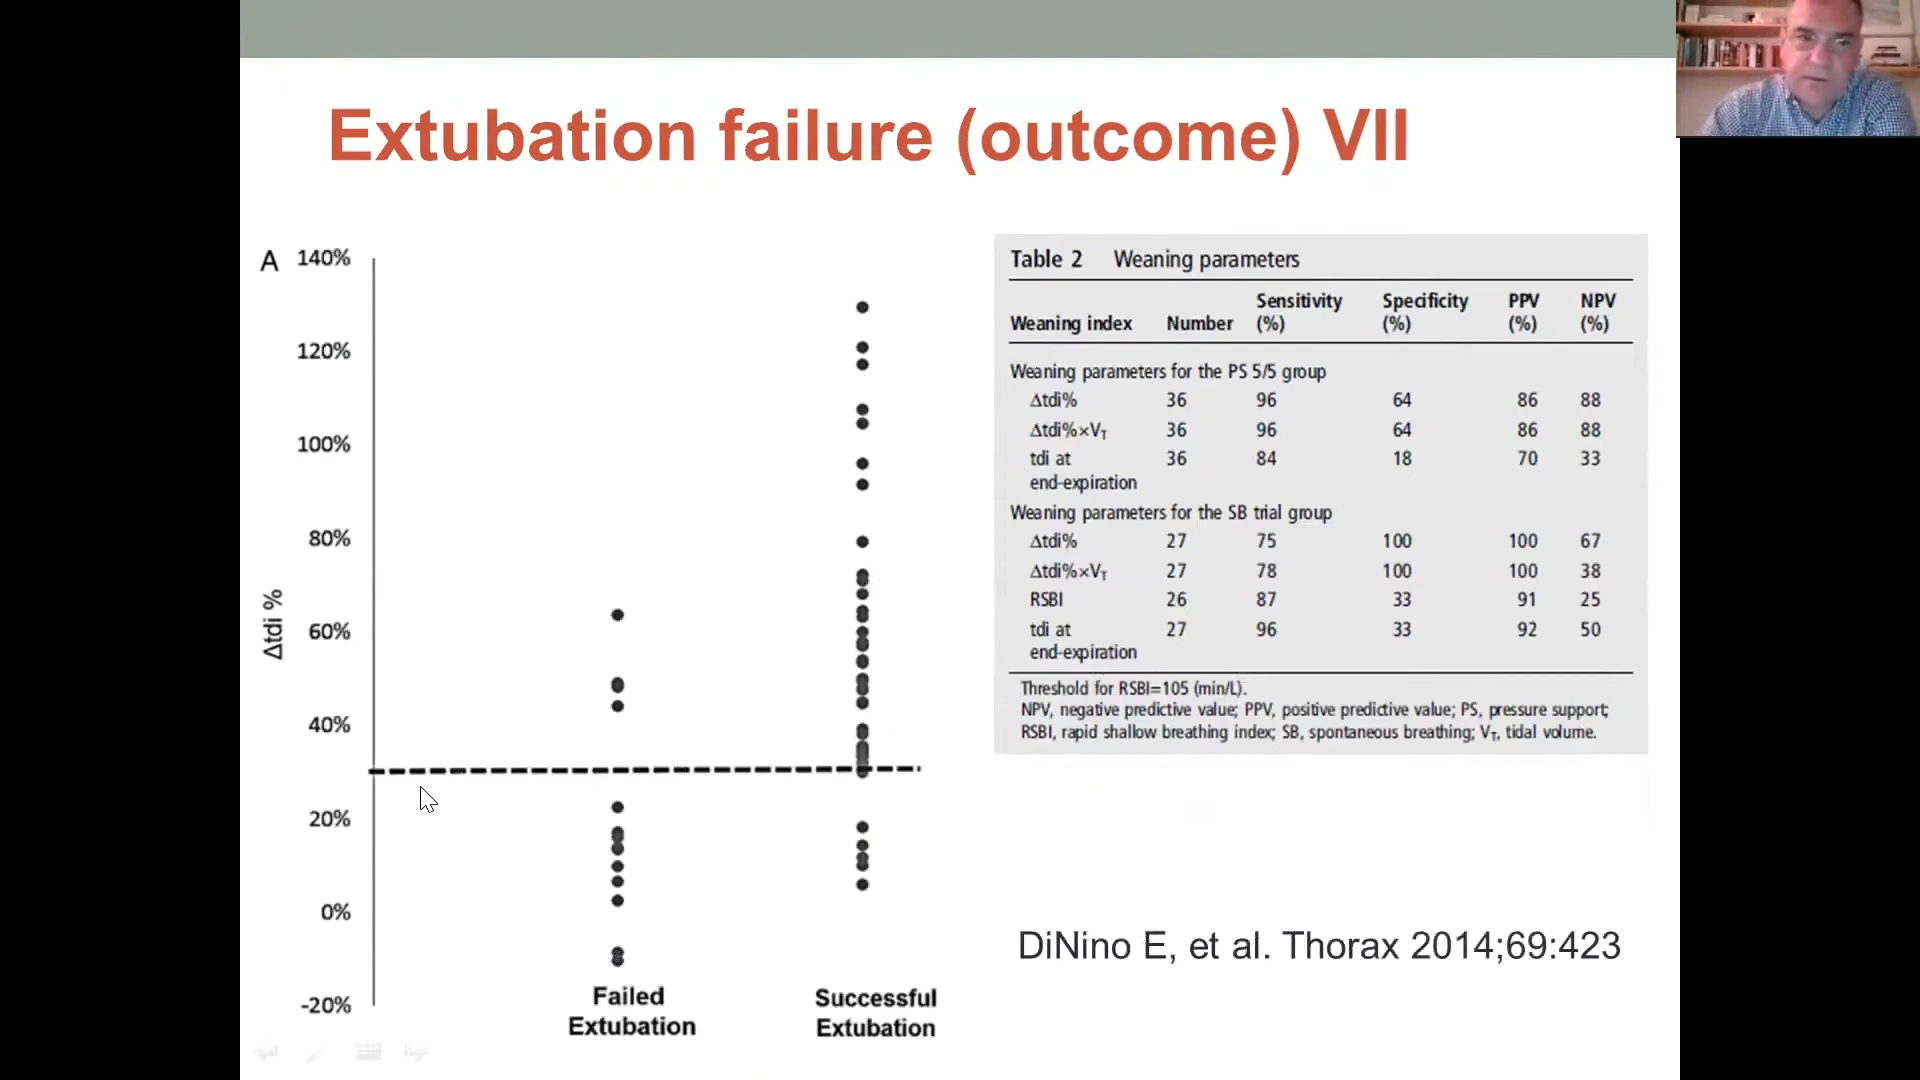 Extubation failure (outcome) VII
A
140%
120%
100%
80%
60%
40%
20%
0%
-20%
Δtdi %
Failed
Extubation
Successful
Extubation
Table 2 Weaning parameters
Weaning index Number Sensitivity (%) Specificity (%) PPV (%) NPV (%)
Weaning parameters for the PS 5/5 group
Δtdi% 36 96 64 86 88
Δtdi%×VT 36 96 64 86 88
tdi at 36 84 18 70 33
end-expiration
Weaning parameters for the SB trial group
Δtdi% 27 75 100 100 67
Δtdi%×VT 27 78 100 100 38
RSBI 26 87 33 91 25
tdi at 27 96 33 92 50
end-expiration
Threshold for RSBI=105 (min/L).
NPV, negative predictive value; PPV, positive predictive value; PS, pressure support;
RSBI, rapid shallow breathing index; SB, spontaneous breathing; VT, tidal volume.
DiNino E, et al. Thorax 2014;69:423